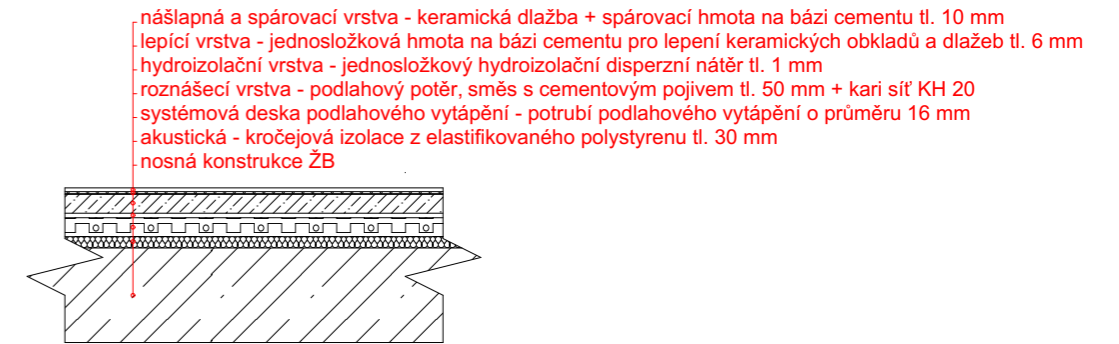 nášlapná a spárovací vrstva - keramická dlažba + spárovací hmota na bázi cementu tl. 10 mm
lepící vrstva - jednosložková hmota na bázi cementu pro lepení keramických obkladů a dlažeb tl. 6 mm
hydroizolační vrstva - jednosložkový hydroizolační disperzní nátěr tl. 1 mm
roznášecí vrstva - podlahový potěr, směs s cementovým pojivem tl. 50 mm + kari síť KH 20
systémová deska podlahového vytápění - potrubí podlahového vytápění o průměru 16 mm
akustická - kročejová izolace z elastifikovaného polystyrenu tl. 30 mm
nosná konstrukce ŽB